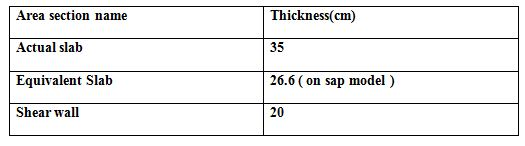 Area section name Thickness(cm)
Actual slab 35
Equivalent Slab 26.6 ( on sap model )
Shear wall 20